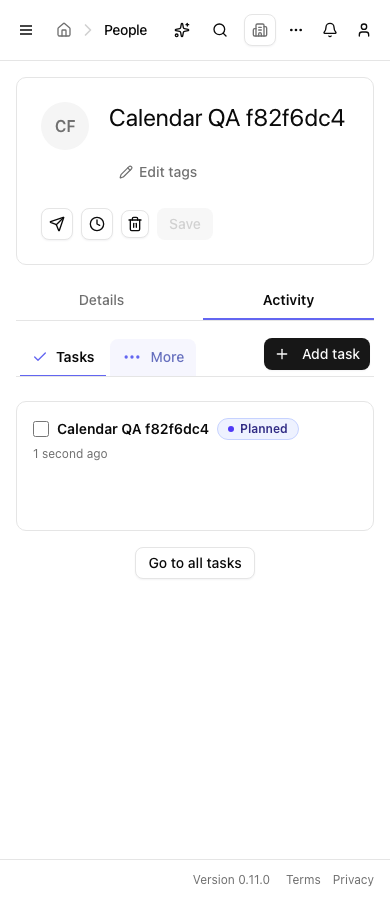 People
CF
Calendar QA f82f6dc4
Edit tags
Save
Details
Activity
Tasks
More
Add task
Calendar QA f82f6dc4
Planned
1 second ago
Go to all tasks
Version 0.11.0
Terms
Privacy